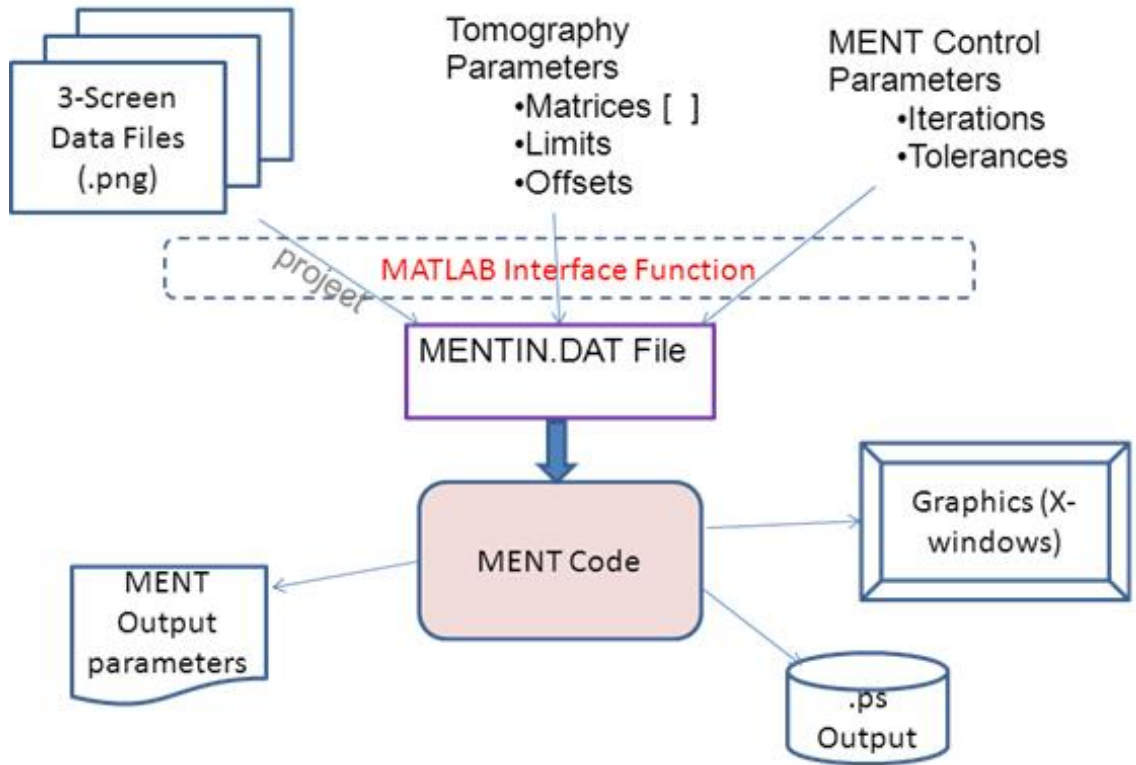 3-Screen
Data Files
(.png)
Tomography
Parameters
•Matrices [ ]
•Limits
•Offsets
MENT Control
Parameters
•Iterations
•Tolerances
project
MATLAB Interface Function
MENTIN.DAT File
MENT Code
Graphics (X-
windows)
MENT
Output
parameters
.ps
Output